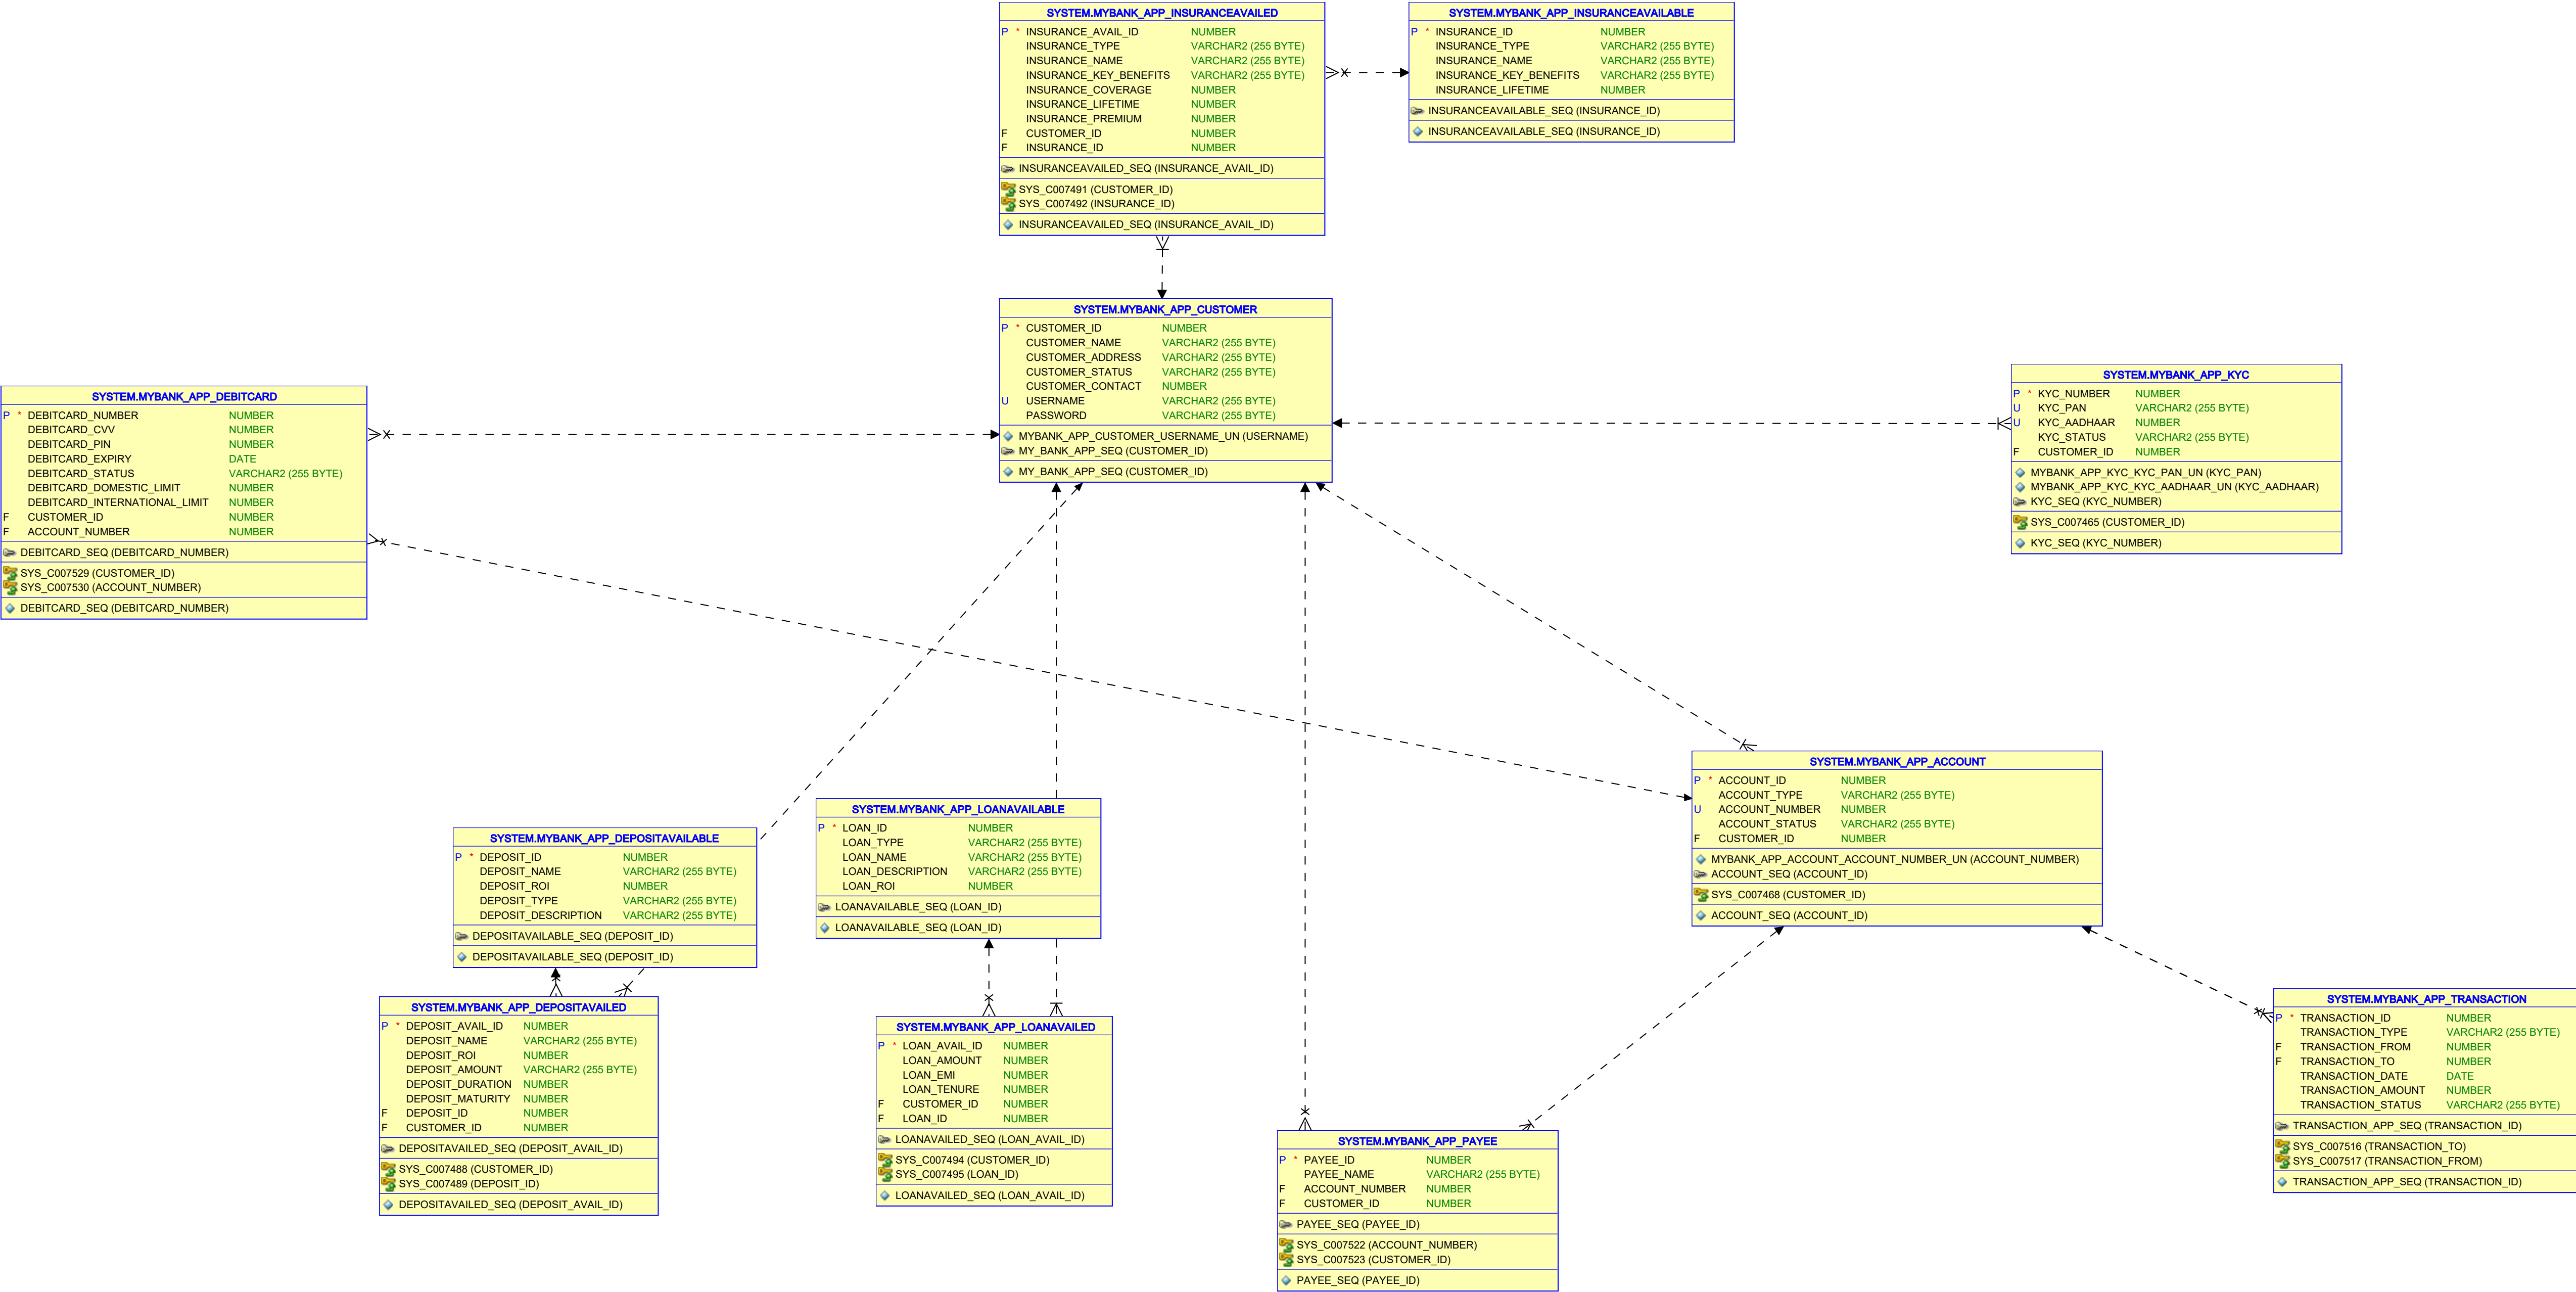 SYSTEM.MYBANK_APP_INSURANCEAVAILED
P * INSURANCE_AVAIL_ID NUMBER
INSURANCE_TYPE VARCHAR2 (255 BYTE)
INSURANCE_NAME VARCHAR2 (255 BYTE)
INSURANCE_KEY_BENEFITS VARCHAR2 (255 BYTE)
INSURANCE_COVERAGE NUMBER
INSURANCE_LIFETIME NUMBER
INSURANCE_PREMIUM NUMBER
F CUSTOMER_ID NUMBER
F INSURANCE_ID NUMBER
INSURANCEAVAILED_SEQ (INSURANCE_AVAIL_ID)
SYS_C007491 (CUSTOMER_ID)
SYS_C007492 (INSURANCE_ID)
INSURANCEAVAILED_SEQ (INSURANCE_AVAIL_ID)
SYSTEM.MYBANK_APP_INSURANCEAVAILABLE
P * INSURANCE_ID NUMBER
INSURANCE_TYPE VARCHAR2 (255 BYTE)
INSURANCE_NAME VARCHAR2 (255 BYTE)
INSURANCE_KEY_BENEFITS VARCHAR2 (255 BYTE)
INSURANCE_LIFETIME NUMBER
INSURANCEAVAILABLE_SEQ (INSURANCE_ID)
INSURANCEAVAILABLE_SEQ (INSURANCE_ID)
SYSTEM.MYBANK_APP_CUSTOMER
P * CUSTOMER_ID NUMBER
CUSTOMER_NAME VARCHAR2 (255 BYTE)
CUSTOMER_ADDRESS VARCHAR2 (255 BYTE)
CUSTOMER_STATUS VARCHAR2 (255 BYTE)
CUSTOMER_CONTACT NUMBER
U USERNAME VARCHAR2 (255 BYTE)
PASSWORD VARCHAR2 (255 BYTE)
MYBANK_APP_CUSTOMER_USERNAME_UN (USERNAME)
MY_BANK_APP_SEQ (CUSTOMER_ID)
MY_BANK_APP_SEQ (CUSTOMER_ID)
SYSTEM.MYBANK_APP_KYC
P * KYC_NUMBER NUMBER
U KYC_PAN VARCHAR2 (255 BYTE)
U KYC_AADHAAR NUMBER
KYC_STATUS VARCHAR2 (255 BYTE)
F CUSTOMER_ID NUMBER
MYBANK_APP_KYC_KYC_PAN_UN (KYC_PAN)
MYBANK_APP_KYC_KYC_AADHAAR_UN (KYC_AADHAAR)
KYC_SEQ (KYC_NUMBER)
SYS_C007465 (CUSTOMER_ID)
KYC_SEQ (KYC_NUMBER)
SYSTEM.MYBANK_APP_DEBITCARD
P * DEBITCARD_NUMBER NUMBER
DEBITCARD_CVV NUMBER
DEBITCARD_PIN NUMBER
DEBITCARD_EXPIRY DATE
DEBITCARD_STATUS VARCHAR2 (255 BYTE)
DEBITCARD_DOMESTIC_LIMIT NUMBER
DEBITCARD_INTERNATIONAL_LIMIT NUMBER
F CUSTOMER_ID NUMBER
F ACCOUNT_NUMBER NUMBER
DEBITCARD_SEQ (DEBITCARD_NUMBER)
SYS_C007529 (CUSTOMER_ID)
SYS_C007530 (ACCOUNT_NUMBER)
DEBITCARD_SEQ (DEBITCARD_NUMBER)
SYSTEM.MYBANK_APP_ACCOUNT
P * ACCOUNT_ID NUMBER
ACCOUNT_TYPE VARCHAR2 (255 BYTE)
U ACCOUNT_NUMBER NUMBER
ACCOUNT_STATUS VARCHAR2 (255 BYTE)
F CUSTOMER_ID NUMBER
MYBANK_APP_ACCOUNT_ACCOUNT_NUMBER_UN (ACCOUNT_NUMBER)
ACCOUNT_SEQ (ACCOUNT_ID)
SYS_C007468 (CUSTOMER_ID)
ACCOUNT_SEQ (ACCOUNT_ID)
SYSTEM.MYBANK_APP_LOANAVAILABLE
P * LOAN_ID NUMBER
LOAN_TYPE VARCHAR2 (255 BYTE)
LOAN_NAME VARCHAR2 (255 BYTE)
LOAN_DESCRIPTION VARCHAR2 (255 BYTE)
LOAN_ROI NUMBER
LOANAVAILABLE_SEQ (LOAN_ID)
LOANAVAILABLE_SEQ (LOAN_ID)
SYSTEM.MYBANK_APP_DEPOSITAVAILABLE
P * DEPOSIT_ID NUMBER
DEPOSIT_NAME VARCHAR2 (255 BYTE)
DEPOSIT_ROI NUMBER
DEPOSIT_TYPE VARCHAR2 (255 BYTE)
DEPOSIT_DESCRIPTION VARCHAR2 (255 BYTE)
DEPOSITAVAILABLE_SEQ (DEPOSIT_ID)
DEPOSITAVAILABLE_SEQ (DEPOSIT_ID)
SYSTEM.MYBANK_APP_DEPOSITAVAILED
P * DEPOSIT_AVAIL_ID NUMBER
DEPOSIT_NAME VARCHAR2 (255 BYTE)
DEPOSIT_ROI NUMBER
DEPOSIT_AMOUNT VARCHAR2 (255 BYTE)
DEPOSIT_DURATION NUMBER
DEPOSIT_MATURITY NUMBER
F DEPOSIT_ID NUMBER
F CUSTOMER_ID NUMBER
DEPOSITAVAILED_SEQ (DEPOSIT_AVAIL_ID)
SYS_C007488 (CUSTOMER_ID)
SYS_C007489 (DEPOSIT_ID)
DEPOSITAVAILED_SEQ (DEPOSIT_AVAIL_ID)
SYSTEM.MYBANK_APP_LOANAVAILED
P * LOAN_AVAIL_ID NUMBER
LOAN_AMOUNT NUMBER
LOAN_EMI NUMBER
LOAN_TENURE NUMBER
F CUSTOMER_ID NUMBER
F LOAN_ID NUMBER
LOANAVAILED_SEQ (LOAN_AVAIL_ID)
SYS_C007494 (CUSTOMER_ID)
SYS_C007495 (LOAN_ID)
LOANAVAILED_SEQ (LOAN_AVAIL_ID)
SYSTEM.MYBANK_APP_PAYEE
P * PAYEE_ID NUMBER
PAYEE_NAME VARCHAR2 (255 BYTE)
F ACCOUNT_NUMBER NUMBER
F CUSTOMER_ID NUMBER
PAYEE_SEQ (PAYEE_ID)
SYS_C007522 (ACCOUNT_NUMBER)
SYS_C007523 (CUSTOMER_ID)
PAYEE_SEQ (PAYEE_ID)
SYSTEM.MYBANK_APP_TRANSACTION
P * TRANSACTION_ID NUMBER
TRANSACTION_TYPE VARCHAR2 (255 BYTE)
F TRANSACTION_FROM NUMBER
F TRANSACTION_TO NUMBER
TRANSACTION_DATE DATE
TRANSACTION_AMOUNT NUMBER
TRANSACTION_STATUS VARCHAR2 (255 BYTE)
TRANSACTION_APP_SEQ (TRANSACTION_ID)
SYS_C007516 (TRANSACTION_TO)
SYS_C007517 (TRANSACTION_FROM)
TRANSACTION_APP_SEQ (TRANSACTION_ID)